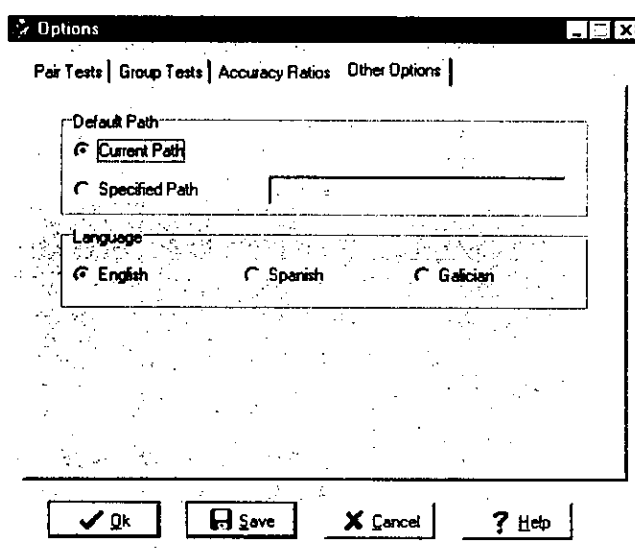 Options
Pair Tests Group Tests Accuracy Ratios Other Options
Default Path
Current Path
Specified Path
Language
English Spanish Galician
Ok Save Cancel ? Help